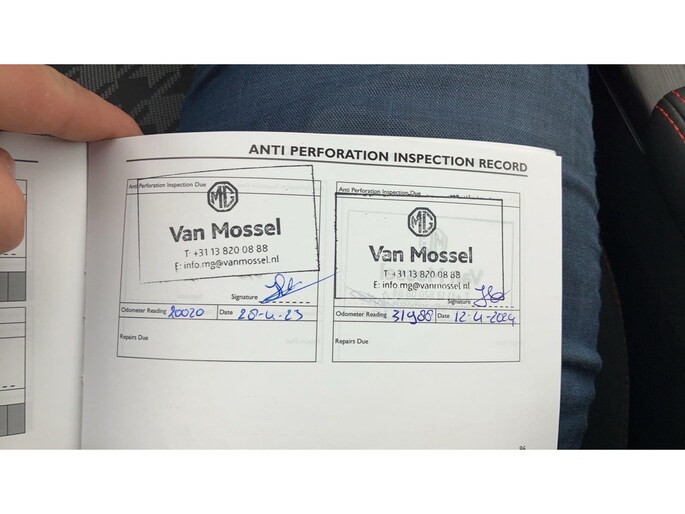 ANTI PERFORATION INSPECTION RECORD
Anti Perforation Inspection Due
MG
Van Mossel
T: +31 13 820 08 88
E: info.mg@vanmossel.nl
Signature
Odometer Reading 20020 Date 28-4-23
Repairs Due
Anti Perforation Inspection Due
MG
Van Mossel
T: +31 13 820 08 88
E: info.mg@vanmossel.nl
Signature
Odometer Reading 31988 Date 12-4-2024
Repairs Due